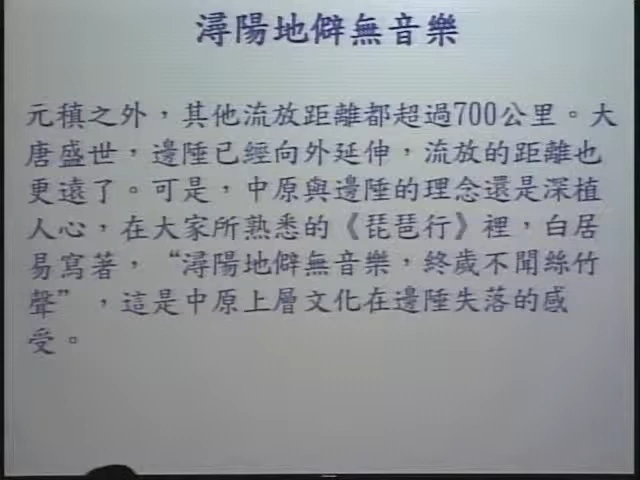 潯陽地僻無音樂
元稹之外，其他流放距離都超過700公里。大
唐盛世，邊陲已經向外延伸，流放的距離也
更遠了。可是，中原與邊陲的理念還是深植
人心，在大家所熟悉的《琵琶行》裡，白居
易寫著，“潯陽地僻無音樂，終歲不聞絲竹
聲”，這是中原上層文化在邊陲失落的感
受。